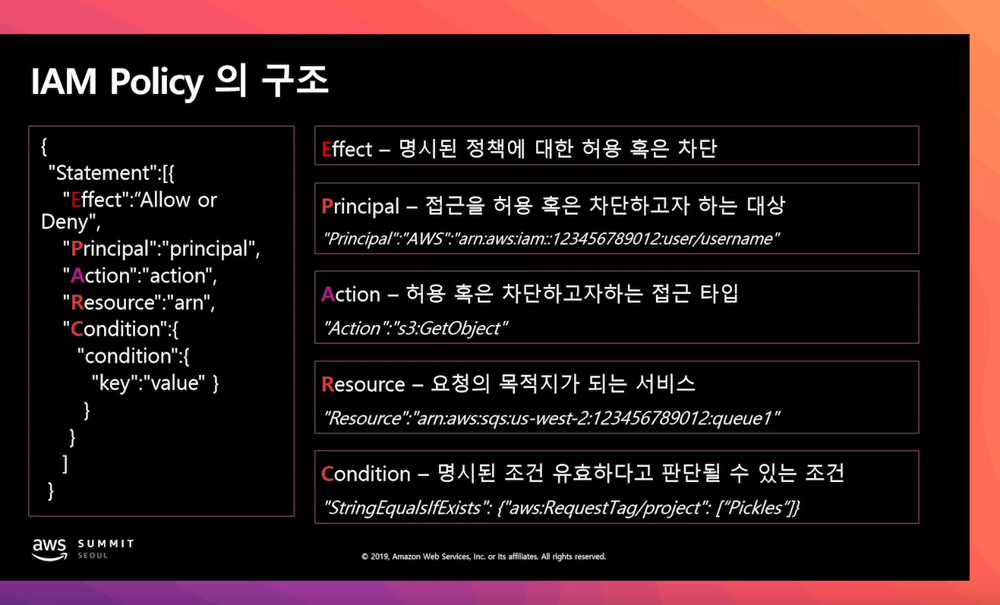 IAM Policy 의 구조
{
"Statement":[{
"Effect":”Allow or
Deny",
"Principal":"principal",
"Action":"action",
"Resource":"arn",
"Condition":{
"condition":{
"key":"value" }
}
}
]
}
Effect – 명시된 정책에 대한 허용 혹은 차단
Principal – 접근을 허용 혹은 차단하고자 하는 대상
"Principal":"AWS":"arn:aws:iam::123456789012:user/username"
Action – 허용 혹은 차단하고자하는 접근 타입
"Action":"s3:GetObject"
Resource – 요청의 목적지가 되는 서비스
"Resource":"arn:aws:sqs:us-west-2:123456789012:queue1"
Condition – 명시된 조건 유효하다고 판단될 수 있는 조건
"StringEqualsIfExists": {"aws:RequestTag/project": [“Pickles”]}
aws SUMMIT
SEOUL
© 2019, Amazon Web Services, Inc. or its affiliates. All rights reserved.